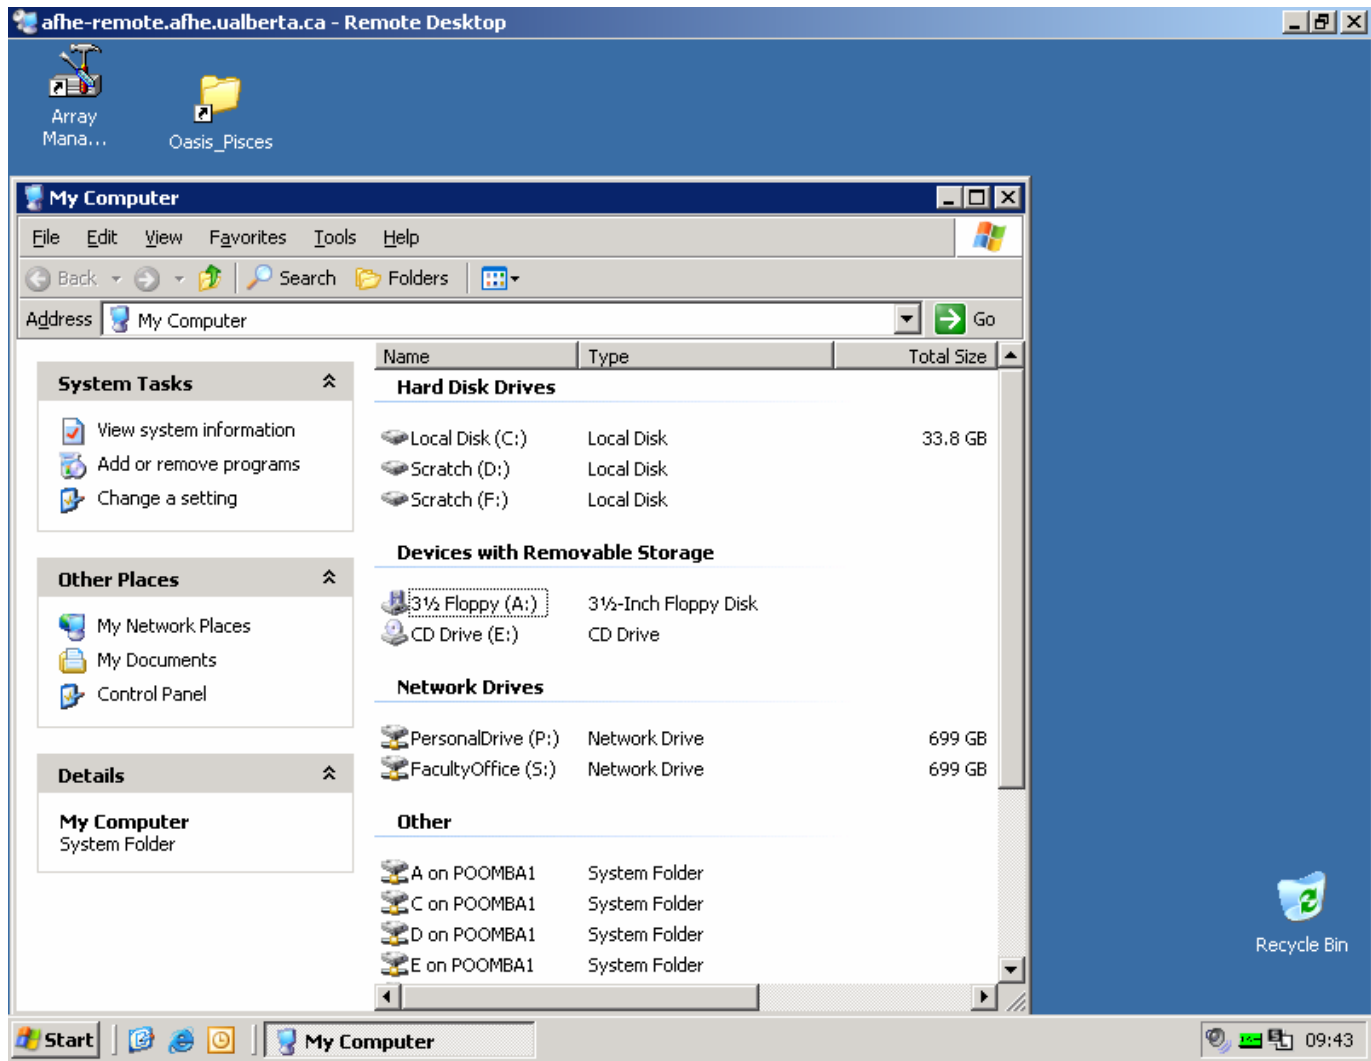 afhe-remote.afhe.ualberta.ca - Remote Desktop
Array
Mana...
Oasis_Pisces
My Computer
File Edit View Favorites Tools Help
Back Search Folders
Address My Computer Go
Name Type Total Size
System Tasks
View system information
Add or remove programs
Change a setting
Other Places
My Network Places
My Documents
Control Panel
Details
My Computer
System Folder
Hard Disk Drives
Local Disk (C:) Local Disk 33.8 GB
Scratch (D:) Local Disk
Scratch (F:) Local Disk
Devices with Removable Storage
3½ Floppy (A:) 3½-Inch Floppy Disk
CD Drive (E:) CD Drive
Network Drives
PersonalDrive (P:) Network Drive 699 GB
FacultyOffice (S:) Network Drive 699 GB
Other
A on POOMBA1 System Folder
C on POOMBA1 System Folder
D on POOMBA1 System Folder
E on POOMBA1 System Folder
Recycle Bin
Start My Computer 09:43